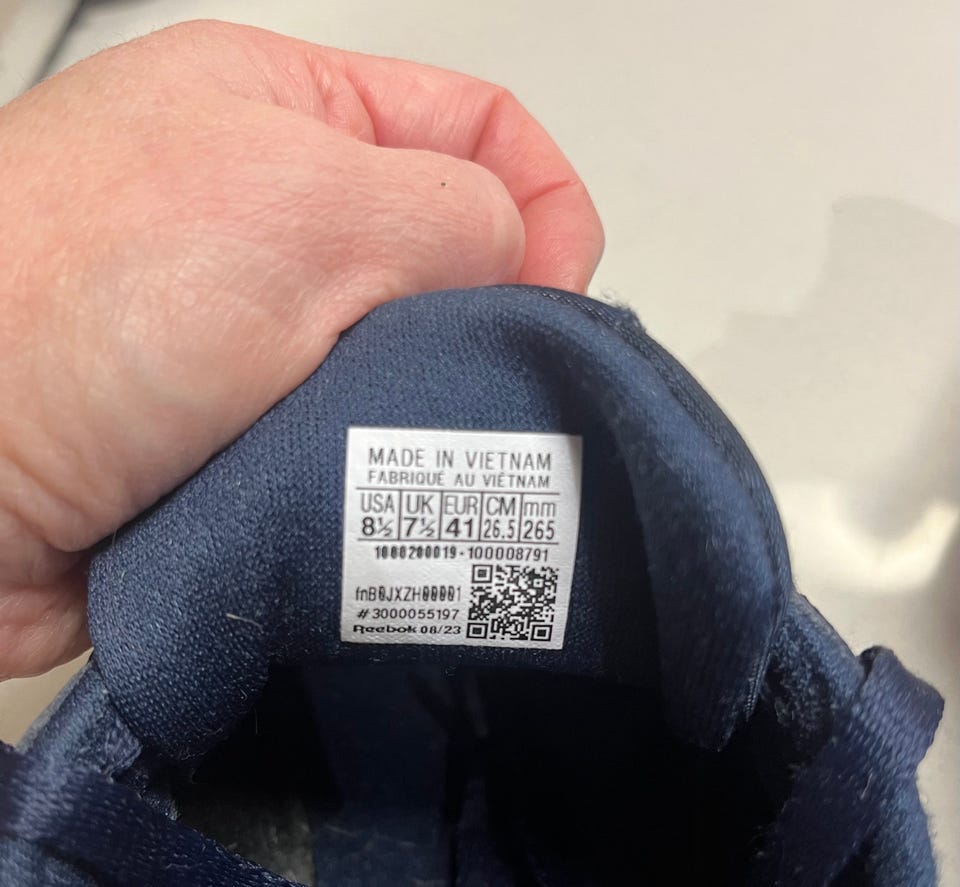 MADE IN VIETNAM
FABRIQUÉ AU VIÊTNAM
USA UK EUR CM mm
8½ 7½ 41 26.5 265
1000200019-100008791
fnB0JXZH00001
#3000055197
Reebok 08/23